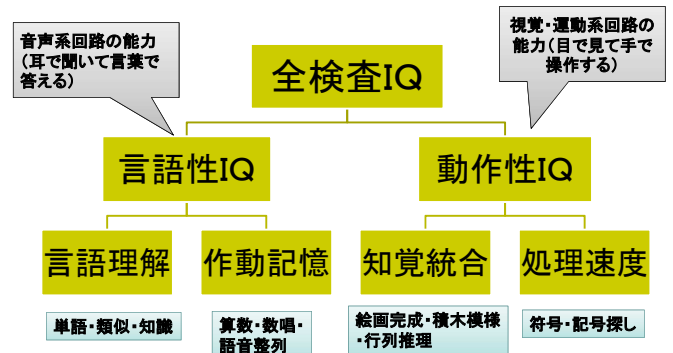 音声系回路の能力
(耳で聞いて言葉で
答える)
視覚・運動系回路の
能力(目で見て手で
操作する)
全検査IQ
言語性IQ
動作性IQ
言語理解
作動記憶
知覚統合
処理速度
単語・類似・知識
算数・数唱・
語音整列
絵画完成・積木模様
・行列推理
符号・記号探し